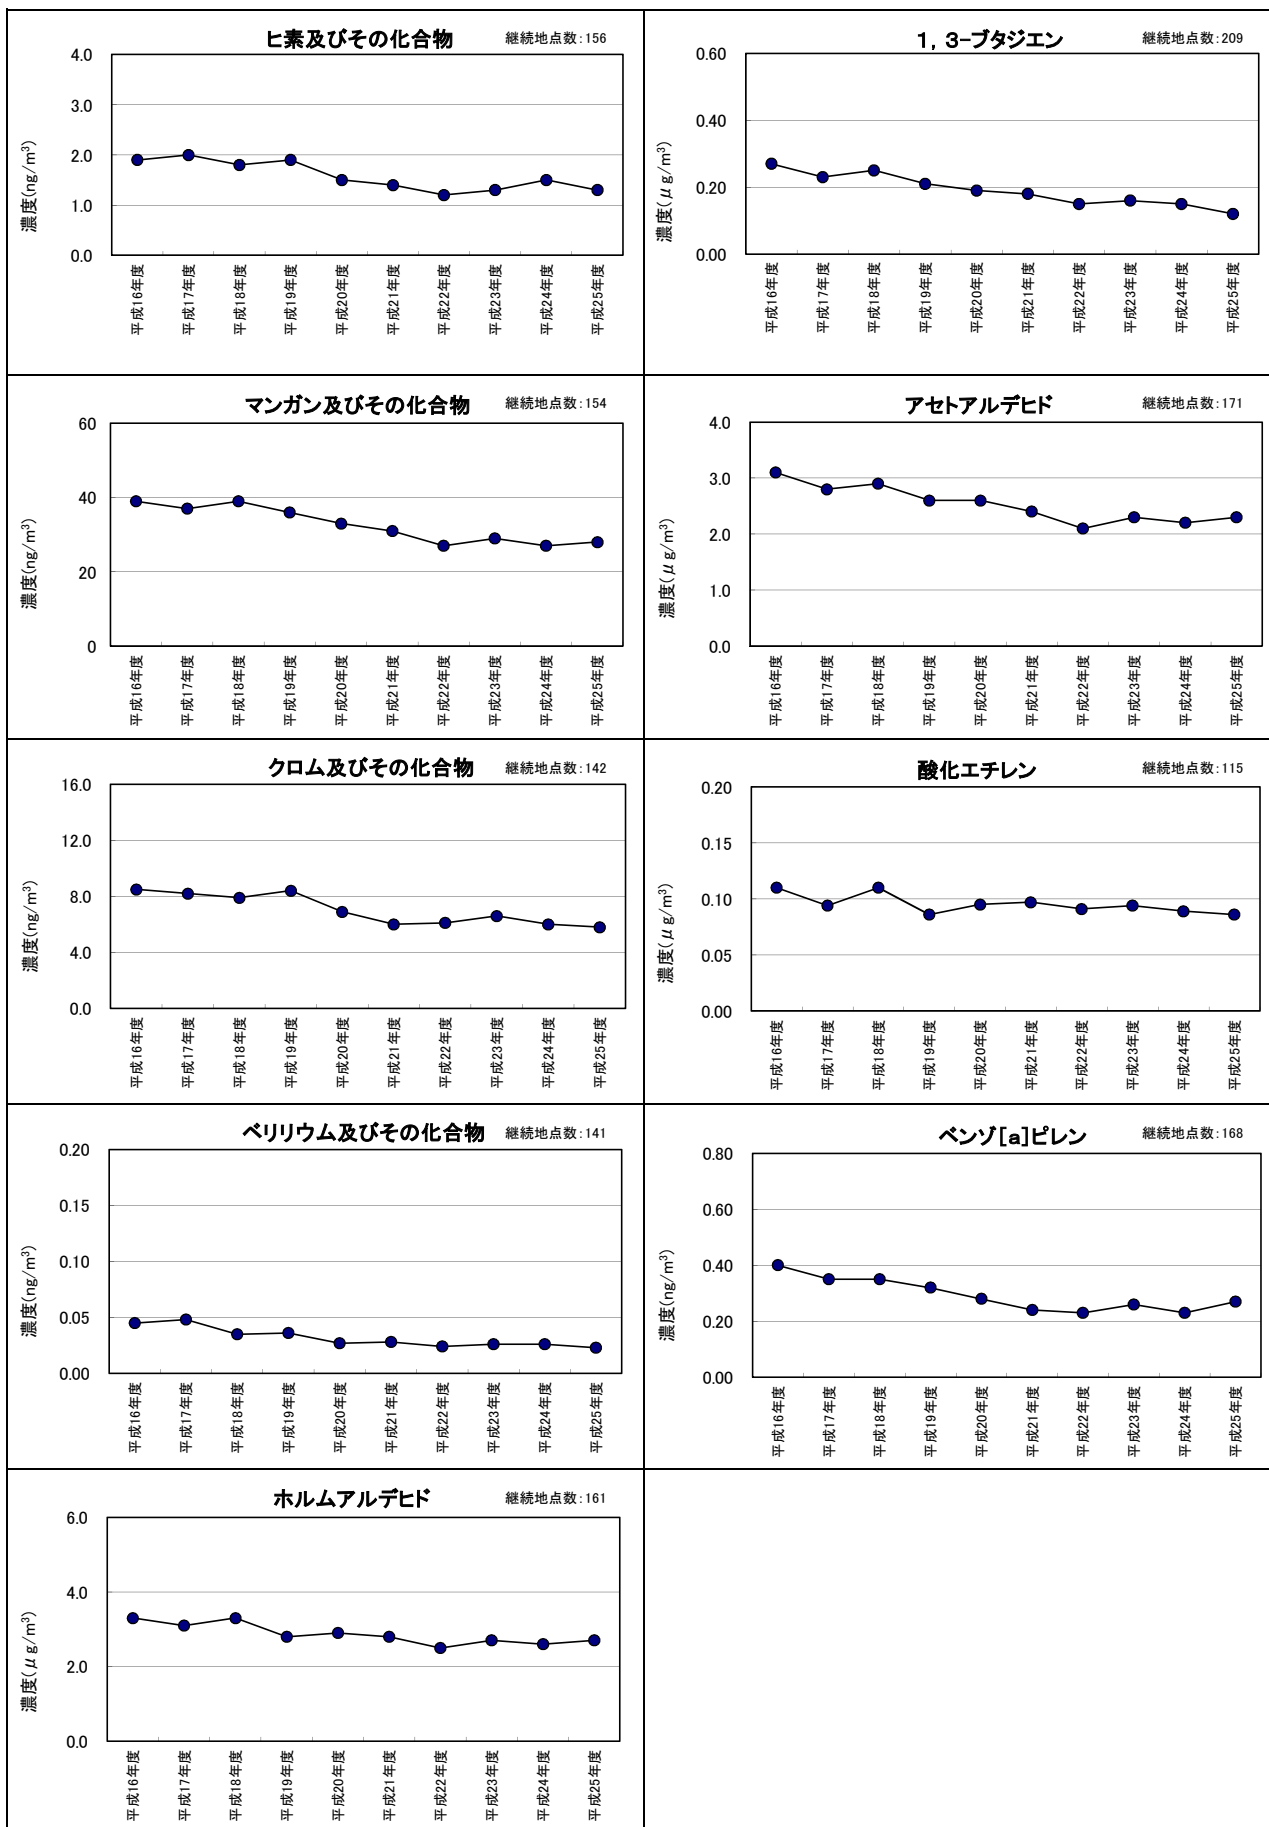 ヒ素及びその化合物 継続地点数:156
濃度(ng/m³)
4.0
3.0
2.0
1.0
0.0
平成16年度 平成17年度 平成18年度 平成19年度 平成20年度 平成21年度 平成22年度 平成23年度 平成24年度 平成25年度
1,3-ブタジエン 継続地点数:209
濃度(μg/m³)
0.60
0.40
0.20
0.00
平成16年度 平成17年度 平成18年度 平成19年度 平成20年度 平成21年度 平成22年度 平成23年度 平成24年度 平成25年度
マンガン及びその化合物 継続地点数:154
濃度(ng/m³)
60
40
20
0
平成16年度 平成17年度 平成18年度 平成19年度 平成20年度 平成21年度 平成22年度 平成23年度 平成24年度 平成25年度
アセトアルデヒド 継続地点数:171
濃度(μg/m³)
4.0
3.0
2.0
1.0
0.0
平成16年度 平成17年度 平成18年度 平成19年度 平成20年度 平成21年度 平成22年度 平成23年度 平成24年度 平成25年度
クロム及びその化合物 継続地点数:142
濃度(ng/m³)
16.0
12.0
8.0
4.0
0.0
平成16年度 平成17年度 平成18年度 平成19年度 平成20年度 平成21年度 平成22年度 平成23年度 平成24年度 平成25年度
酸化エチレン 継続地点数:115
濃度(μg/m³)
0.20
0.15
0.10
0.05
0.00
平成16年度 平成17年度 平成18年度 平成19年度 平成20年度 平成21年度 平成22年度 平成23年度 平成24年度 平成25年度
ベリリウム及びその化合物 継続地点数:141
濃度(ng/m³)
0.20
0.15
0.10
0.05
0.00
平成16年度 平成17年度 平成18年度 平成19年度 平成20年度 平成21年度 平成22年度 平成23年度 平成24年度 平成25年度
ベンゾ[a]ピレン 継続地点数:168
濃度(ng/m³)
0.80
0.60
0.40
0.20
0.00
平成16年度 平成17年度 平成18年度 平成19年度 平成20年度 平成21年度 平成22年度 平成23年度 平成24年度 平成25年度
ホルムアルデヒド 継続地点数:161
濃度(μg/m³)
6.0
4.0
2.0
0.0
平成16年度 平成17年度 平成18年度 平成19年度 平成20年度 平成21年度 平成22年度 平成23年度 平成24年度 平成25年度